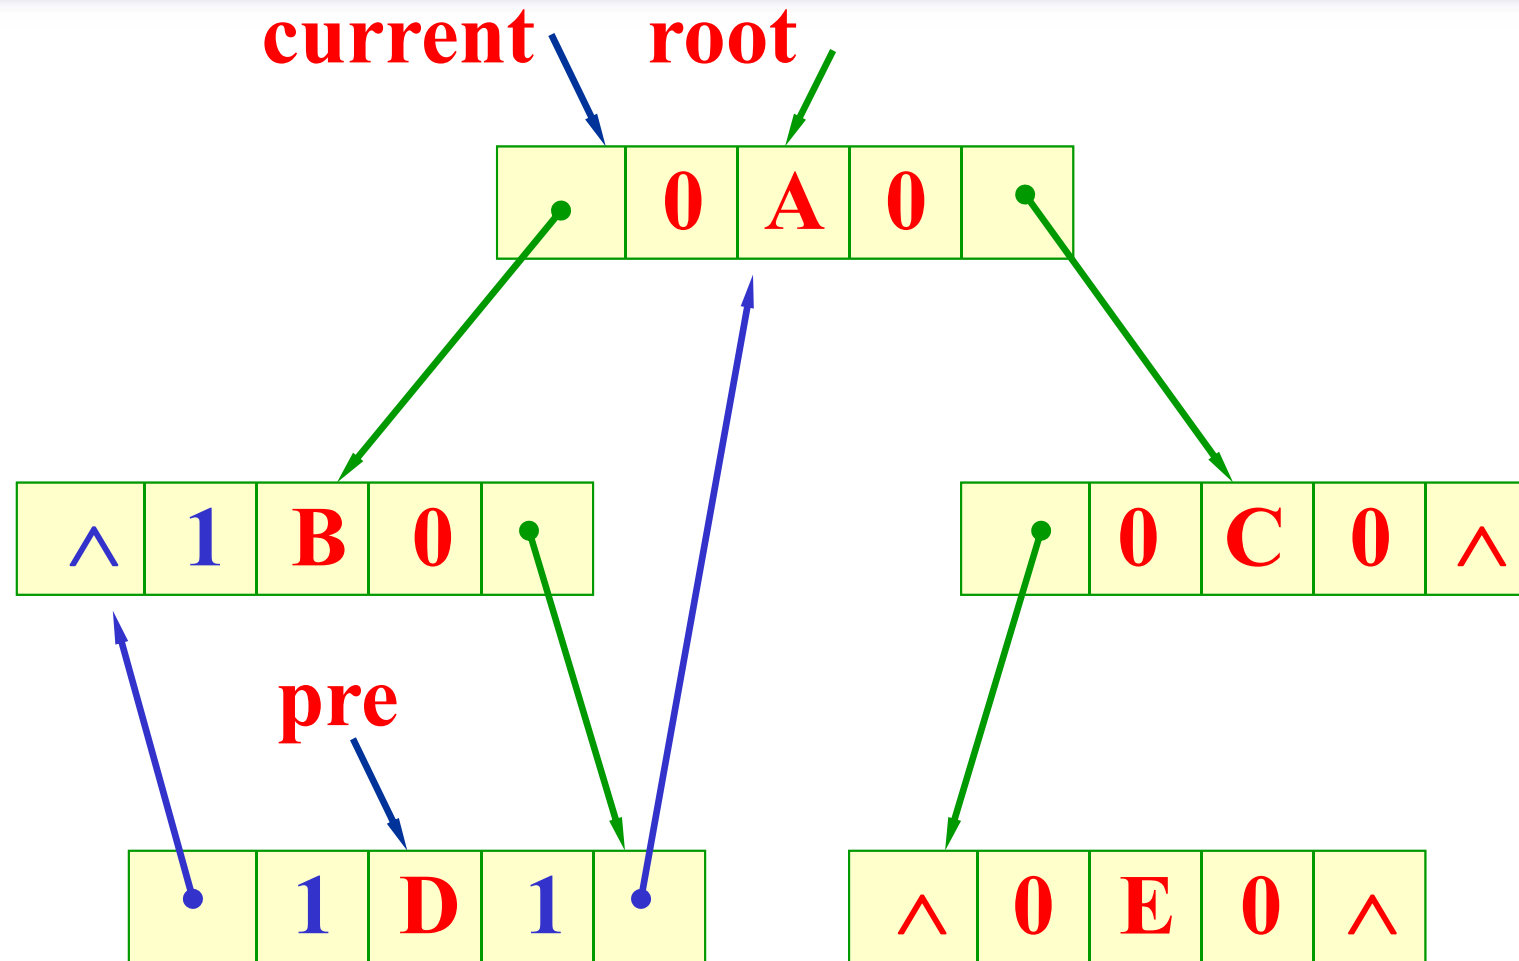 current root
0 A 0
∧ 1 B 0
0 C 0 ∧
pre
1 D 1
∧ 0 E 0 ∧